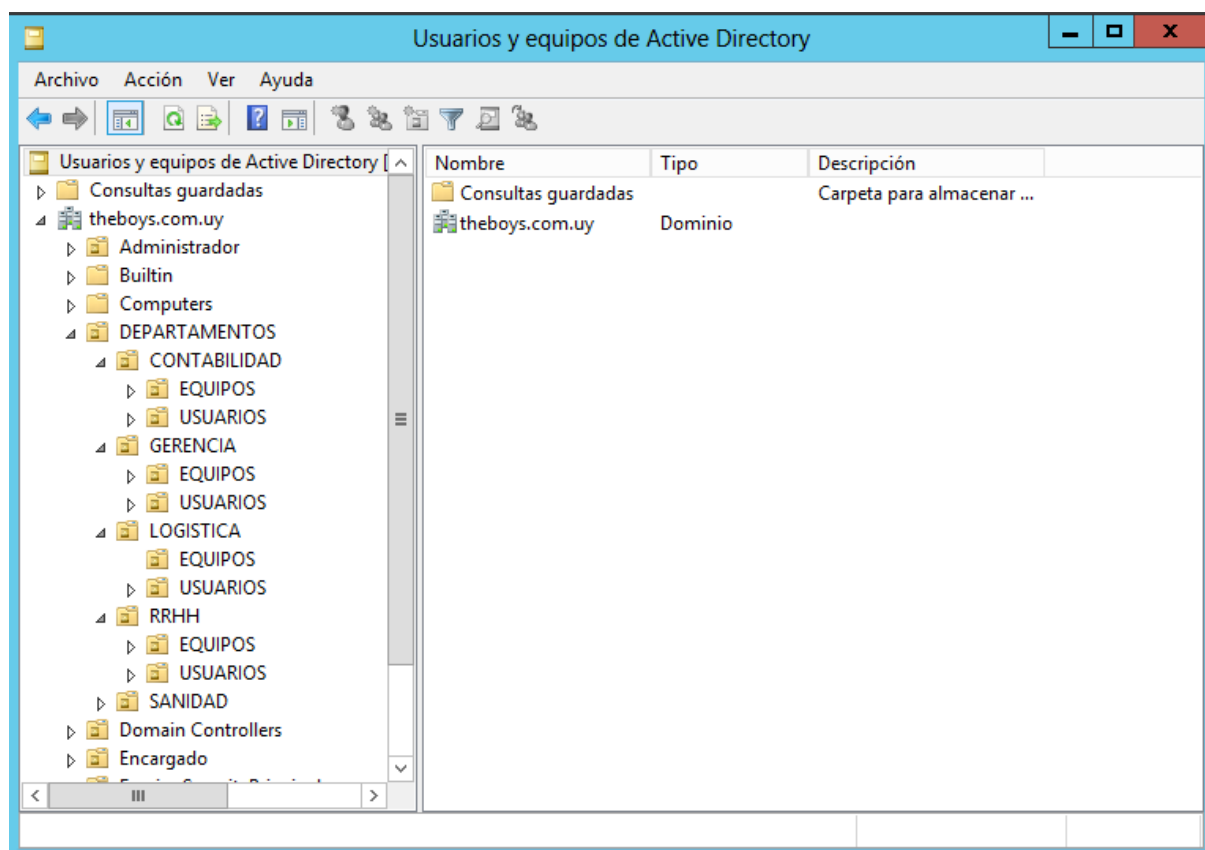 Usuarios y equipos de Active Directory
Archivo Acción Ver Ayuda
Usuarios y equipos de Active Directory [
Nombre Tipo Descripción
Consultas guardadas
Consultas guardadas Carpeta para almacenar ...
theboys.com.uy
theboys.com.uy Dominio
Administrador
Builtin
Computers
DEPARTAMENTOS
CONTABILIDAD
EQUIPOS
USUARIOS
GERENCIA
EQUIPOS
USUARIOS
LOGISTICA
EQUIPOS
USUARIOS
RRHH
EQUIPOS
USUARIOS
SANIDAD
Domain Controllers
Encargado